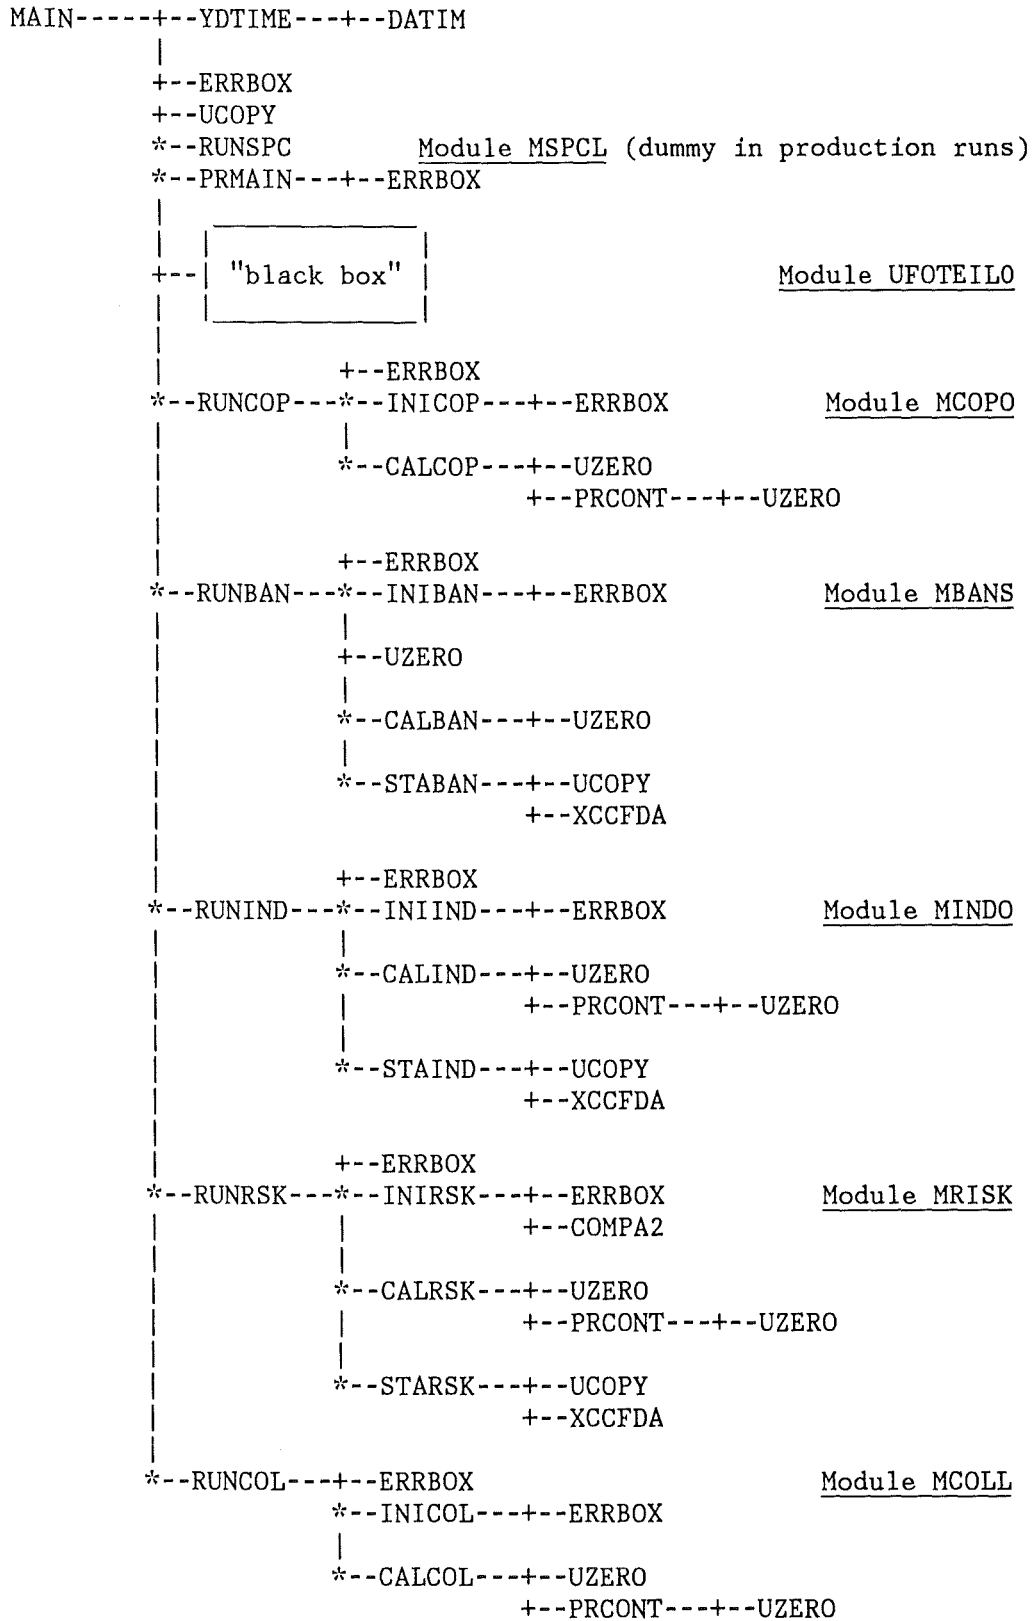 MAIN-----+--YDTIME---+--DATIM
|
+--ERRBOX
+--UCOPY
*--RUNSPC Module MSPCL (dummy in production runs)
*--PRMAIN---+--ERRBOX
|
+--| "black box" | Module UFOTEIL0
|
+--ERRBOX
*--RUNCOP---*--INICOP---+--ERRBOX Module MCOPO
|
*--CALCOP---+--UZERO
+--PRCONT---+--UZERO
|
+--ERRBOX
*--RUNBAN---*--INIBAN---+--ERRBOX Module MBANS
|
+--UZERO
|
*--CALBAN---+--UZERO
|
*--STABAN---+--UCOPY
+--XCCFDA
|
+--ERRBOX
*--RUNIND---*--INIIND---+--ERRBOX Module MINDO
|
*--CALIND---+--UZERO
+--PRCONT---+--UZERO
|
*--STAIND---+--UCOPY
+--XCCFDA
|
+--ERRBOX
*--RUNRSK---*--INIRSK---+--ERRBOX Module MRISK
+--COMPA2
|
*--CALRSK---+--UZERO
+--PRCONT---+--UZERO
|
*--STARSK---+--UCOPY
+--XCCFDA
|
*--RUNCOL---+--ERRBOX Module MCOLL
*--INICOL---+--ERRBOX
|
*--CALCOL---+--UZERO
+--PRCONT---+--UZERO